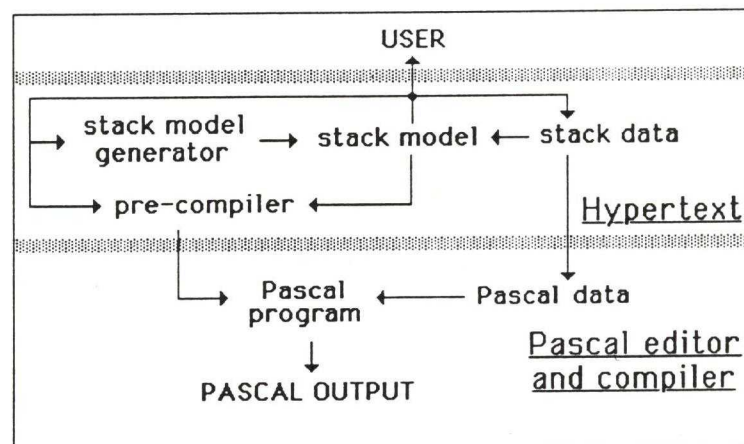 USER
stack model
generator
stack model
stack data
pre-compiler
Hypertext
Pascal
program
Pascal data
Pascal editor
and compiler
PASCAL OUTPUT